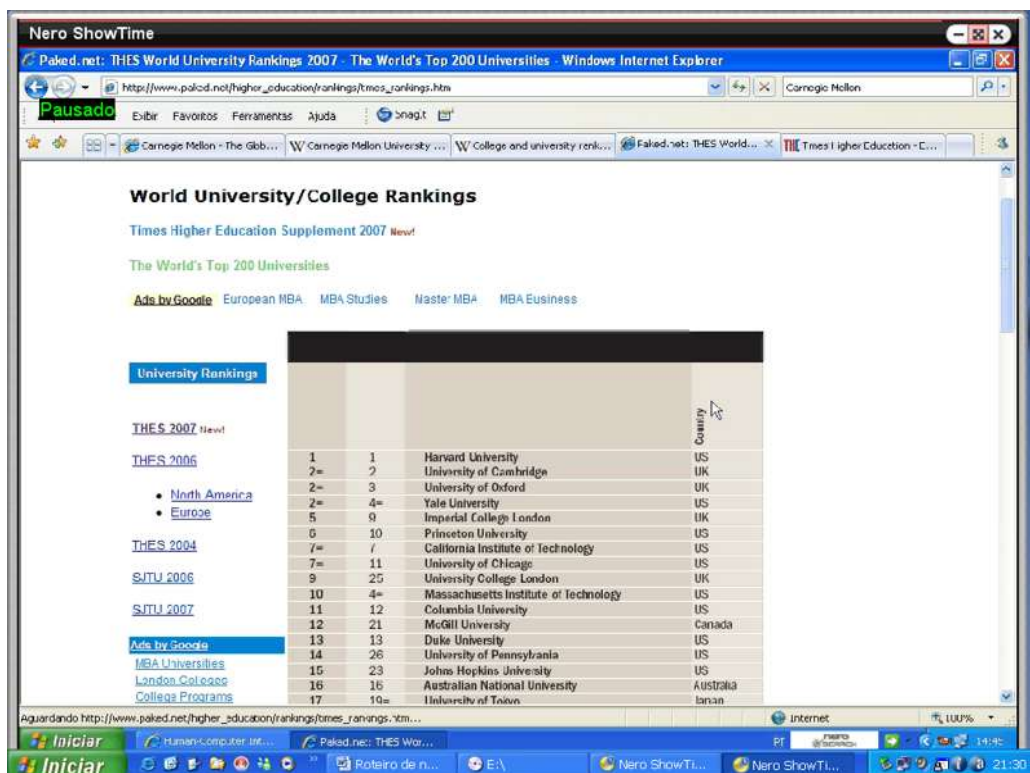 Nero ShowTime
Paked.net: THES World University Rankings 2007 - The World's Top 200 Universities - Windows Internet Explorer
http://www.paked.net/higher_education/rankings/times_rankings.htm Carnegie Mellon
Pausado Exibir Favoritos Ferramentas Ajuda SnagIt
Carnegie Mellon - The Glob... Carnegie Mellon University ... College and university rank... Paked.net: THES World... Times Higher Education - E...
World University/College Rankings
Times Higher Education Supplement 2007 New!
The World's Top 200 Universities
Ads by Google European MBA MBA Studies Master MBA MBA Business
University Rankings
Country
THES 2007 New!
THES 2006
North America
Europe
THES 2004
SJTU 2006
SJTU 2007
Ads by Google
MBA Universities
London Colleges
College Programs
1 1 Harvard University US
2= 2 University of Cambridge UK
2= 3 University of Oxford UK
2= 4= Yale University US
5 9 Imperial College London UK
6 10 Princeton University US
7= 7 California Institute of Technology US
7= 11 University of Chicago US
9 25 University College London UK
10 4= Massachusetts Institute of Technology US
11 12 Columbia University US
12 21 McGill University Canada
13 13 Duke University US
14 26 University of Pennsylvania US
15 23 Johns Hopkins University US
16 16 Australian National University Australia
17 19= University of Tokyo Japan
Aguardando http://www.paked.net/higher_education/rankings/times_rankings.htm... Internet 100%
Iniciar Human-Computer Int... Paked.net: THES Wor... PT nero SEARCH 14:45
Iniciar Roteiro de n... E:\ Nero ShowTi... Nero ShowTi... 21:30